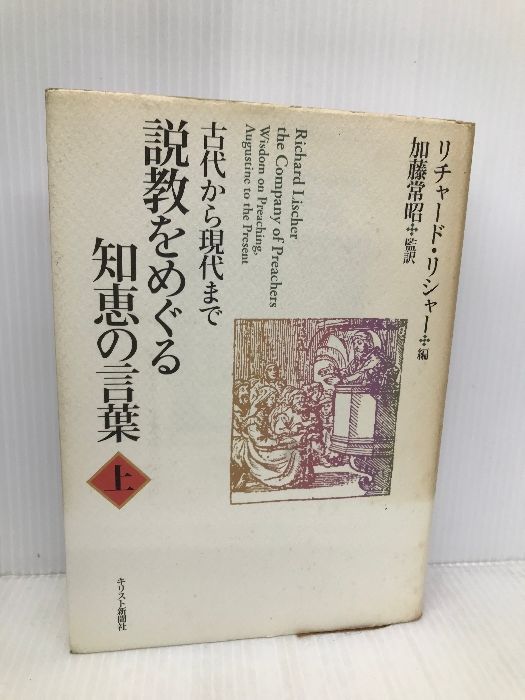 リチャード・リシャー✣編
加藤常昭✣監訳
Richard Lischer
the Company of Preachers
Wisdom on Preaching,
Augustine to the Present
古代から現代まで
説教をめぐる
知恵の言葉
上
キリスト新聞社